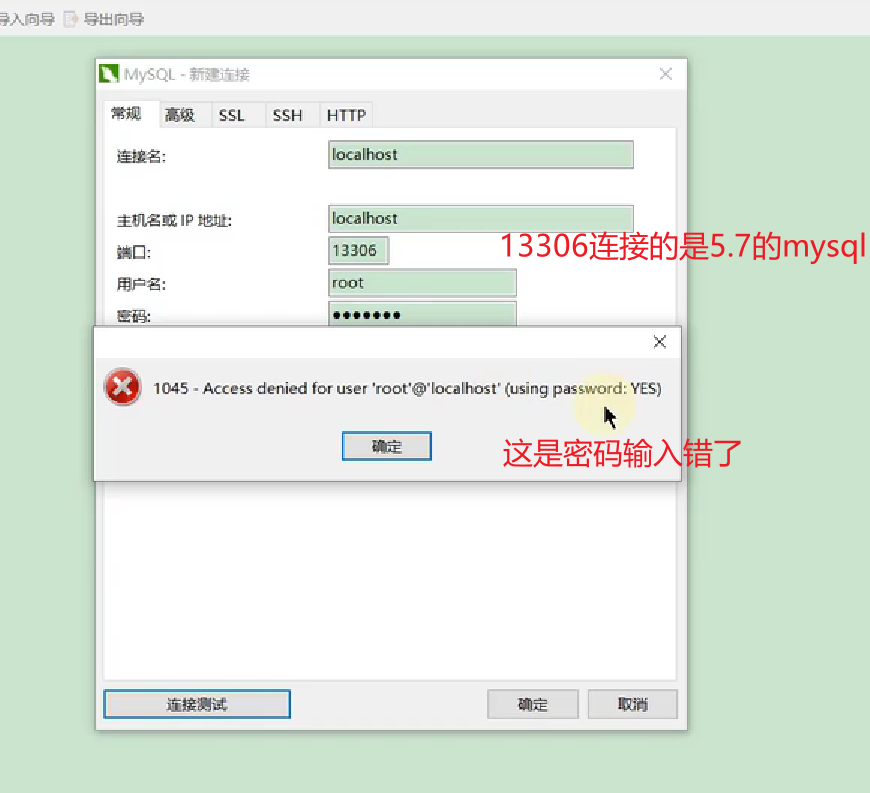 导入向导 导出向导
MySQL - 新建连接
常规 高级 SSL SSH HTTP
连接名: localhost
主机名或 IP 地址: localhost
13306连接的是5.7的mysql
端口: 13306
用户名: root
密码: ●●●●●●●
1045 - Access denied for user 'root'@'localhost' (using password: YES)
确定
这是密码输入错了
连接测试 确定 取消